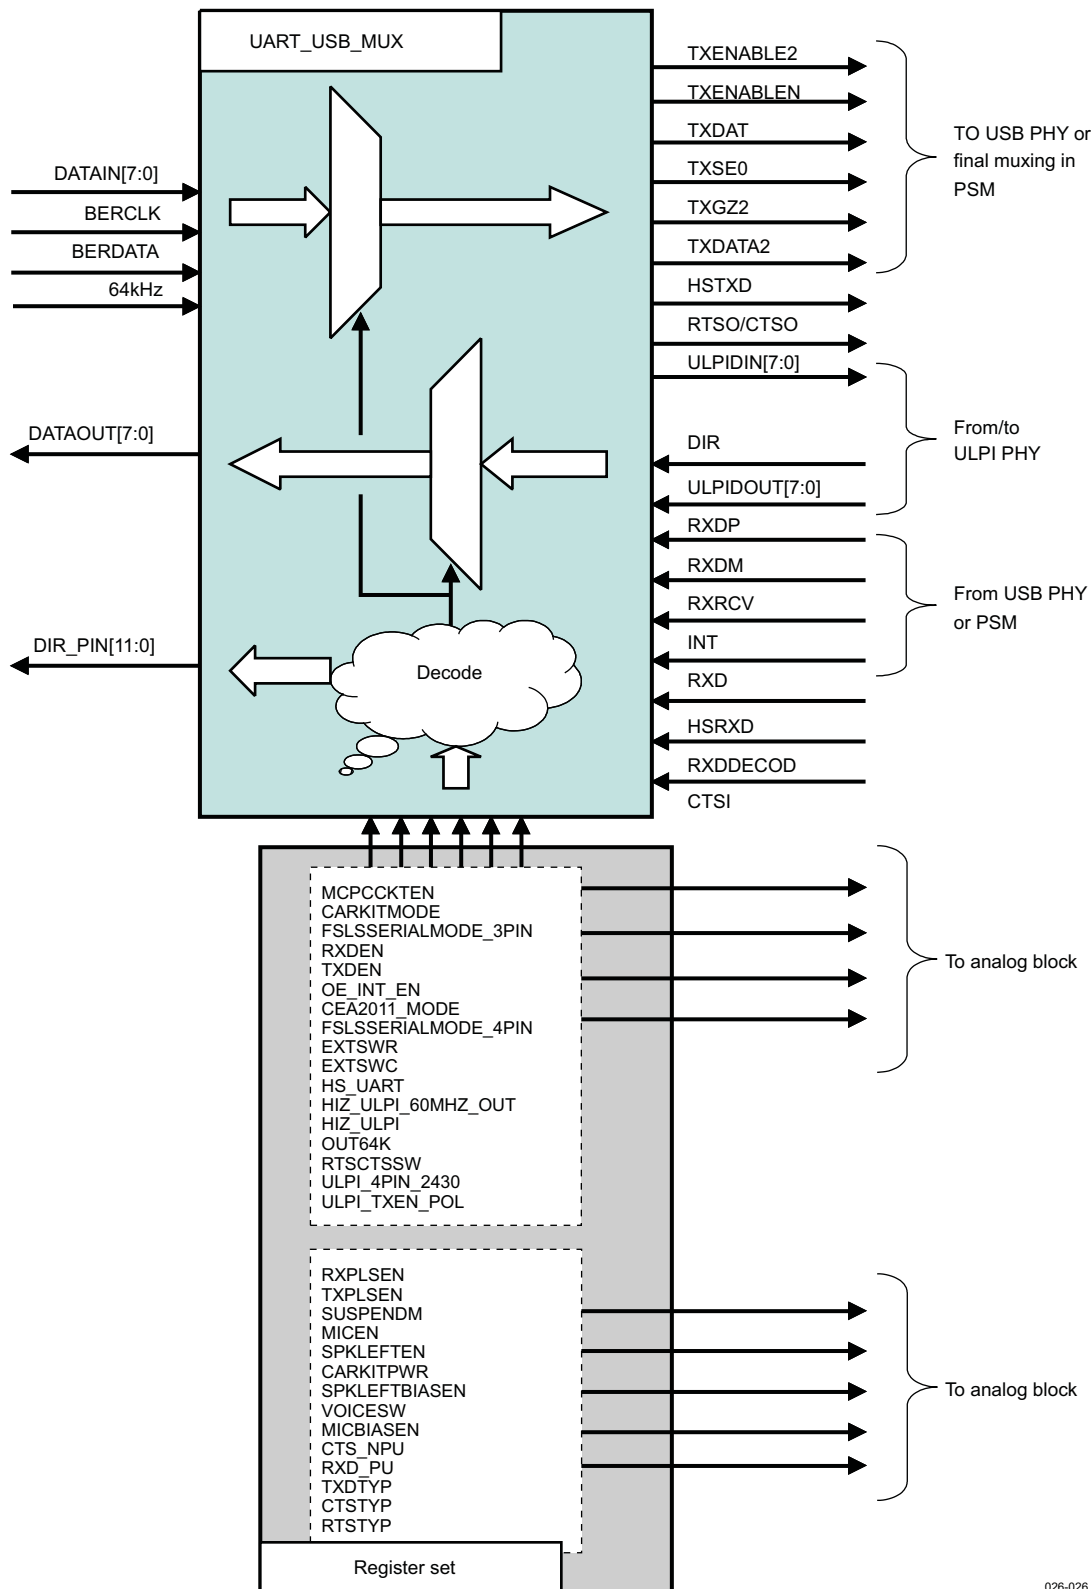 UART_USB_MUX
DATAIN[7:0]
BERCLK
BERDATA
64kHz
DATAOUT[7:0]
DIR_PIN[11:0]
Decode
TXENABLE2
TXENABLEN
TXDAT
TXSE0
TXGZ2
TXDATA2
HSTXD
RTSO/CTSO
ULPIDIN[7:0]
DIR
ULPIDOUT[7:0]
RXDP
RXDM
RXRCV
INT
RXD
HSRXD
RXDDECOD
CTSI
TO USB PHY or
final muxing in
PSM
From/to
ULPI PHY
From USB PHY
or PSM
MCPCCKTEN
CARKITMODE
FSLSSERIALMODE_3PIN
RXDEN
TXDEN
OE_INT_EN
CEA2011_MODE
FSLSSERIALMODE_4PIN
EXTSWR
EXTSWC
HS_UART
HIZ_ULPI_60MHZ_OUT
HIZ_ULPI
OUT64K
RTSCTSSW
ULPI_4PIN_2430
ULPI_TXEN_POL
To analog block
RXPLSEN
TXPLSEN
SUSPENDM
MICEN
SPKLEFTEN
CARKITPWR
SPKLEFTBIASEN
VOICESW
MICBIASEN
CTS_NPU
RXD_PU
TXDTYP
CTSTYP
RTSTYP
To analog block
Register set
026-026